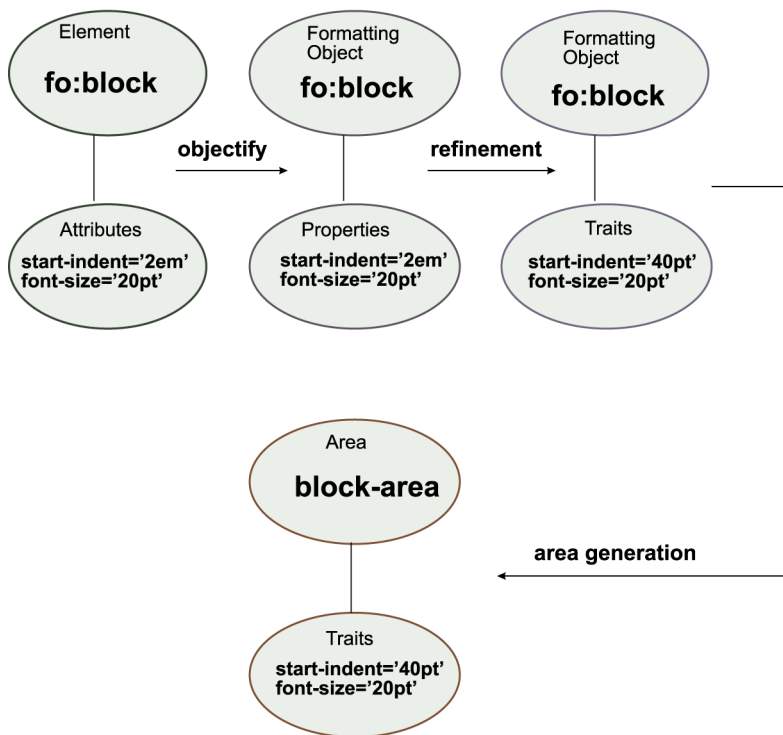 Element
fo:block
Formatting
Object
fo:block
Formatting
Object
fo:block
objectify
refinement
Attributes
start-indent=’2em’
font-size=’20pt’
Properties
start-indent=’2em’
font-size=’20pt’
Traits
start-indent=’40pt’
font-size=’20pt’
Area
block-area
area generation
Traits
start-indent=’40pt’
font-size=’20pt’